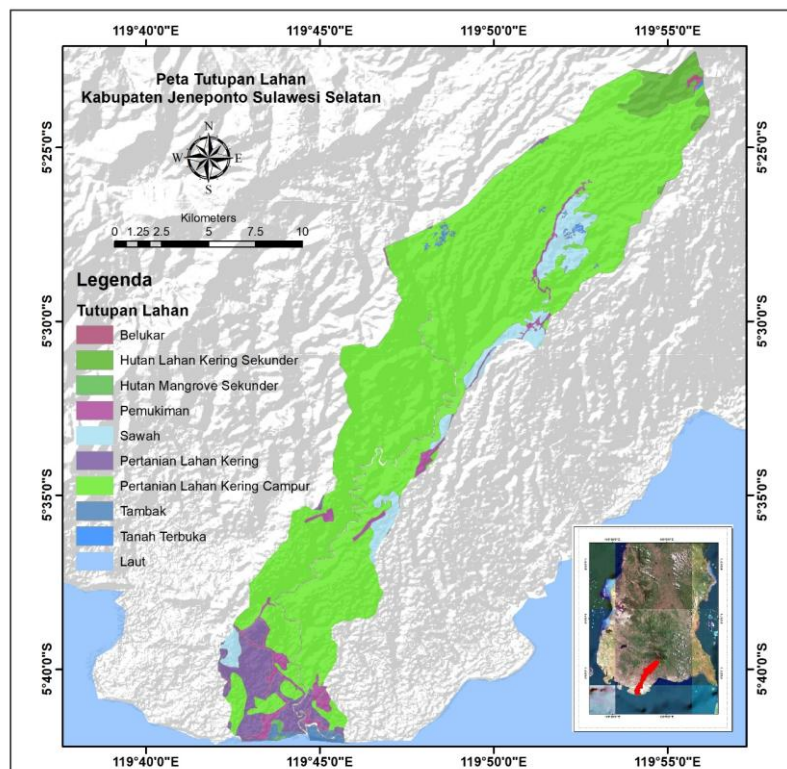 119°40'0"E 119°45'0"E 119°50'0"E 119°55'0"E
Peta Tutupan Lahan
Kabupaten Jeneponto Sulawesi Selatan
N
W E
S
Kilometers
0 1.25 2.5 5 7.5 10
Legenda
Tutupan Lahan
Belukar
Hutan Lahan Kering Sekunder
Hutan Mangrove Sekunder
Pemukiman
Sawah
Pertanian Lahan Kering
Pertanian Lahan Kering Campur
Tambak
Tanah Terbuka
Laut
5°25'0"S 5°25'0"S
5°30'0"S 5°30'0"S
5°35'0"S 5°35'0"S
5°40'0"S 5°40'0"S
119°40'0"E 119°45'0"E 119°50'0"E 119°55'0"E